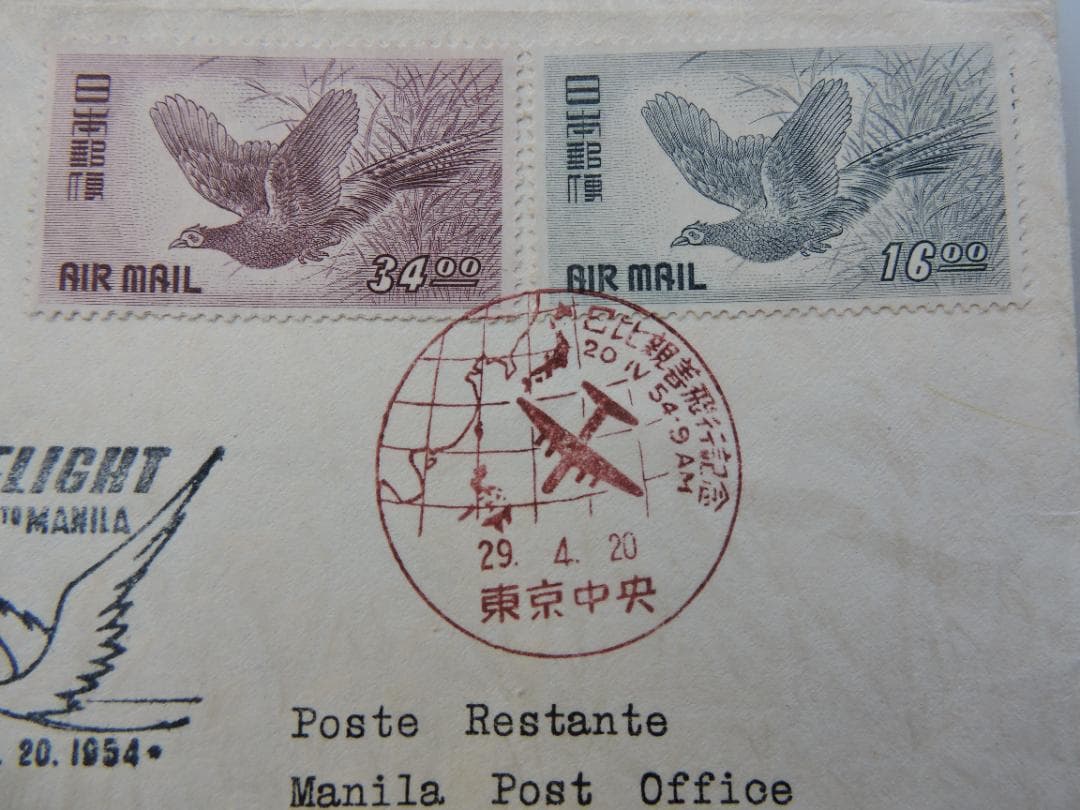 日本郵便
AIR MAIL
34.00
日本郵便
AIR MAIL
16.00
日比親善飛行記念
20 IV 54·9 AM
29. 4. 20
東京中央
FLIGHT
TO MANILA
20.1954
Poste Restante
Manila Post Office